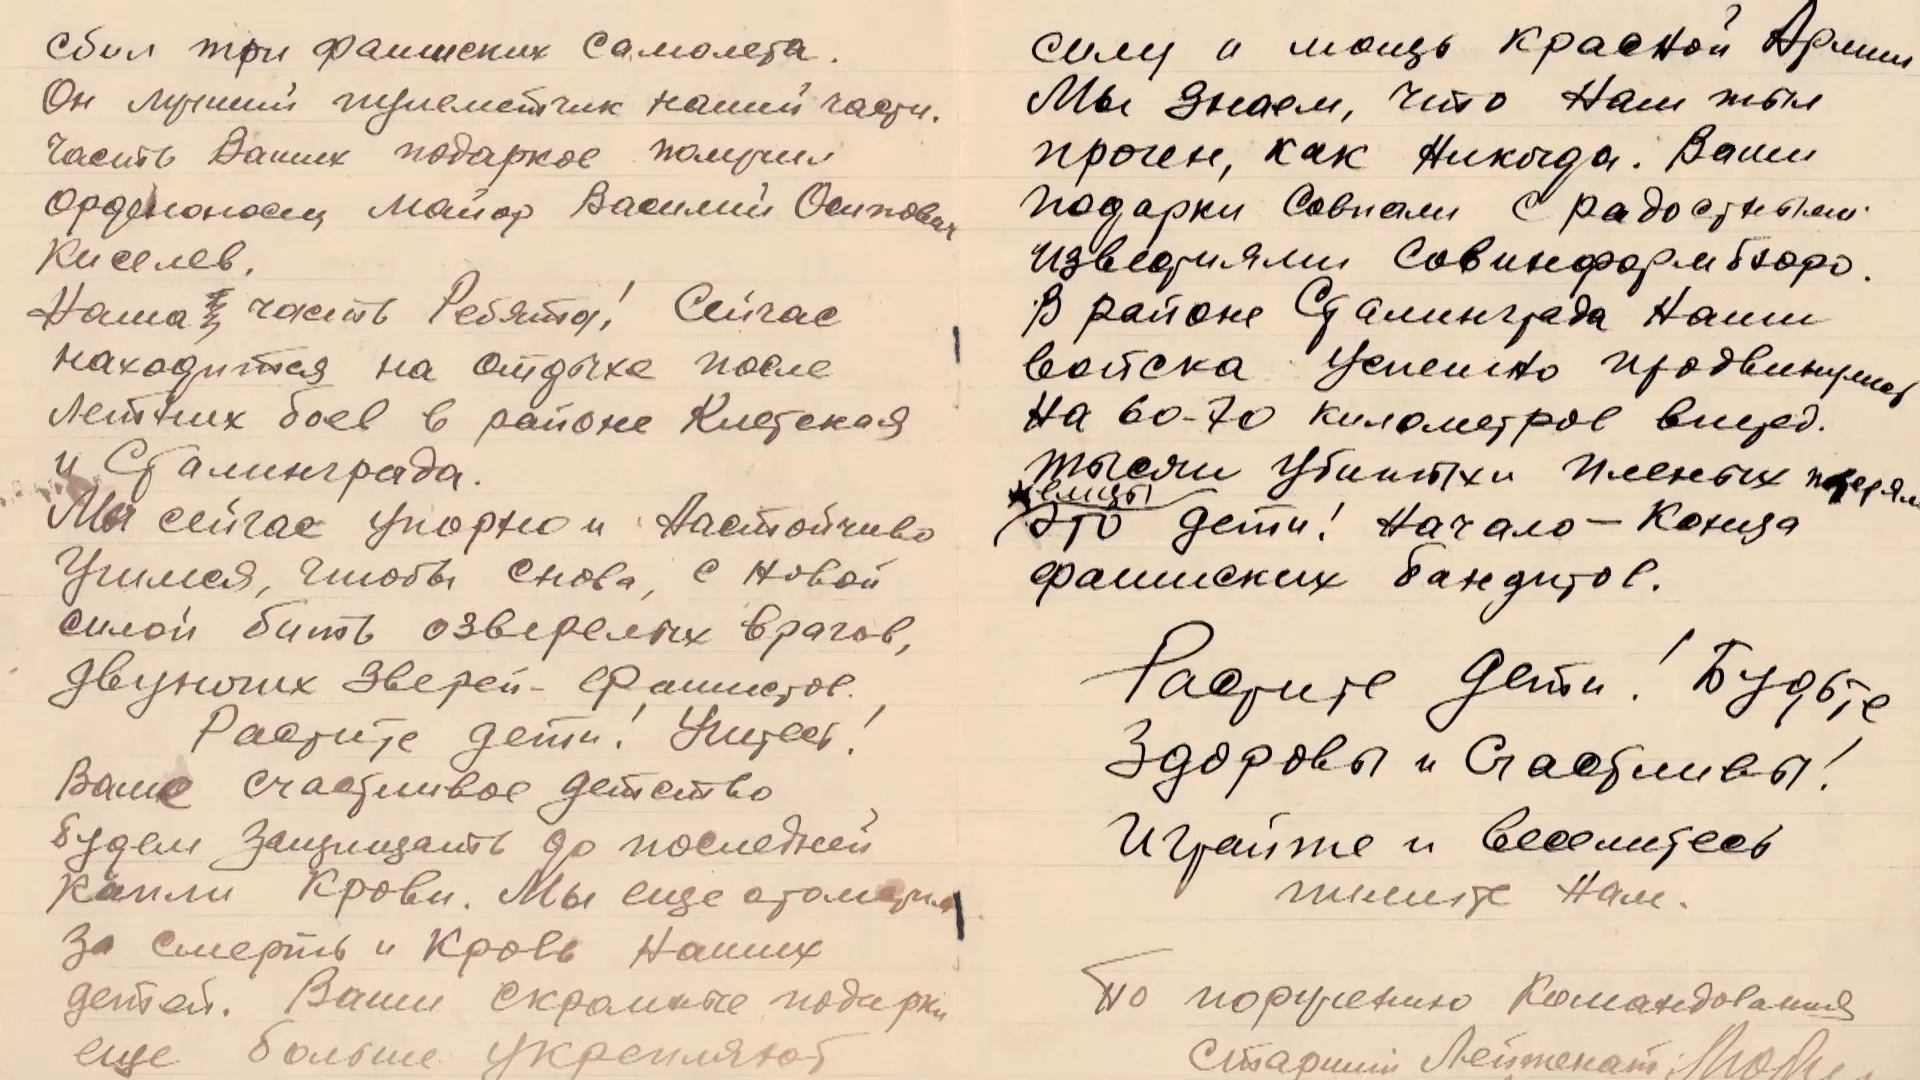 сбил три фашиских самолета.
Он лучший пулеметчик наший части.
Часть Ваших подарков получил
орденоносец майор Василий Осипович
Киселев.
Наша часть Ребята! Сейчас
находится на отдыхе после
летних боев в районе Клетская
и Сталинграда.
Мы сейчас упорно и настойчиво
Учимся, чтобы снова, с новой
силой бить озверелых врагов,
двуногих зверей - фашистов.
Растите дети! Учитесь!
Ваше счастливое детство
будем защищать до последней
капли крови. Мы еще отомстим
за смерть и кровь наших
детей. Ваши скромные подарки
еще больше укрепляют
силу и мощь Красной Армии
Мы знаем, что наш тыл
прочен, как никогда. Ваши
подарки совпали с радостными
известиями Совинформбюро.
В районе Сталинграда наши
войска успешно продвинулись
на 60-70 километров вперед.
тысячи убитых и пленых потерял
немцы
Это дети! Начало - Конца
фашиских бандитов.
Растите дети! Будьте
Здоровы и Счастливы!
Играйте и веселитесь
пишите нам.
По поручению Командования
Старший Лейтенант